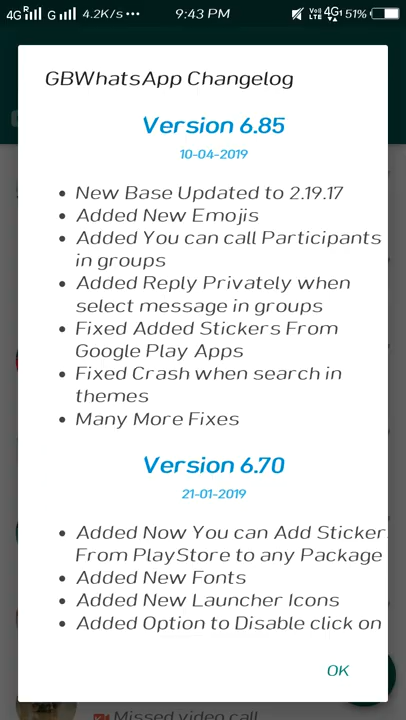 4G R G 4.2K/s ••• 9:43 PM VoI) LTE 4G 1 51%
GBWhatsApp Changelog
Version 6.85
10-04-2019
• New Base Updated to 2.19.17
• Added New Emojis
• Added You can call Participants
in groups
• Added Reply Privately when
select message in groups
• Fixed Added Stickers From
Google Play Apps
• Fixed Crash when search in
themes
• Many More Fixes
Version 6.70
21-01-2019
• Added Now You can Add Sticker
From PlayStore to any Package
• Added New Fonts
• Added New Launcher Icons
• Added Option to Disable click on
OK
Missed video call